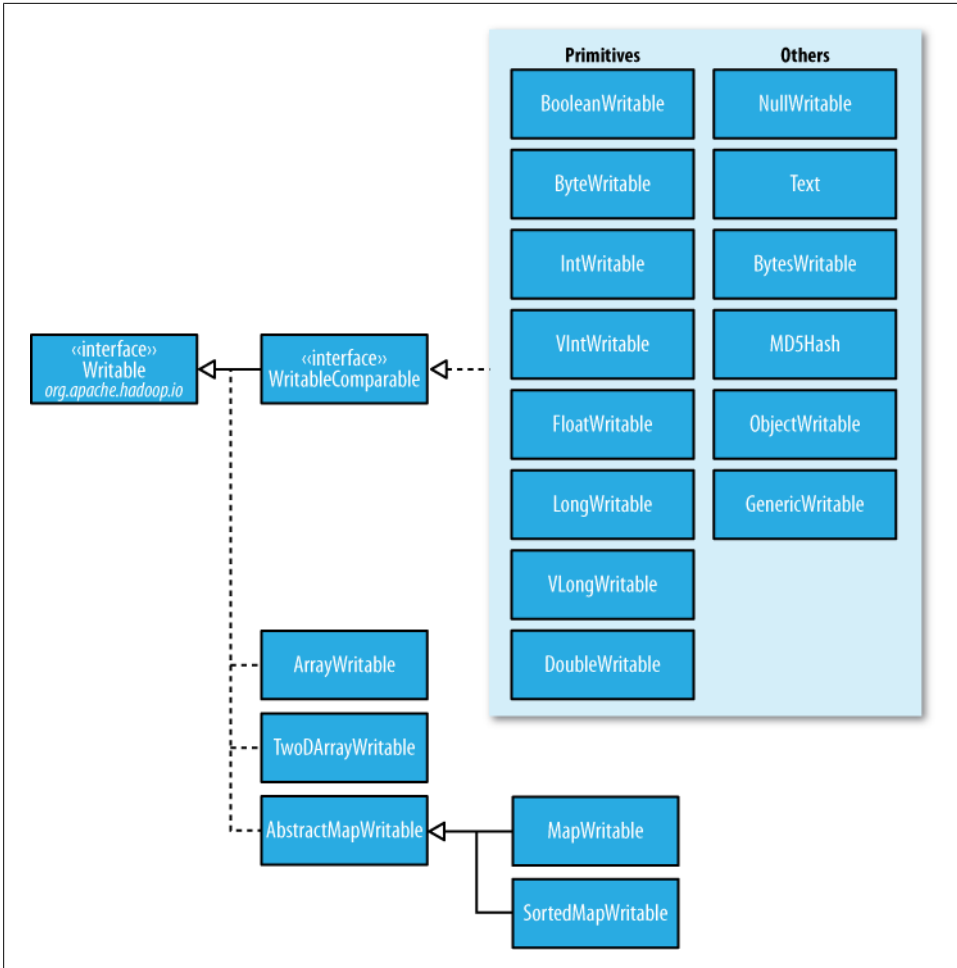 Primitives
Others
BooleanWritable
NullWritable
ByteWritable
Text
IntWritable
BytesWritable
‹‹interface››
Writable
org.apache.hadoop.io
‹‹interface››
WritableComparable
VIntWritable
MD5Hash
FloatWritable
ObjectWritable
LongWritable
GenericWritable
VLongWritable
ArrayWritable
DoubleWritable
TwoDArrayWritable
AbstractMapWritable
MapWritable
SortedMapWritable